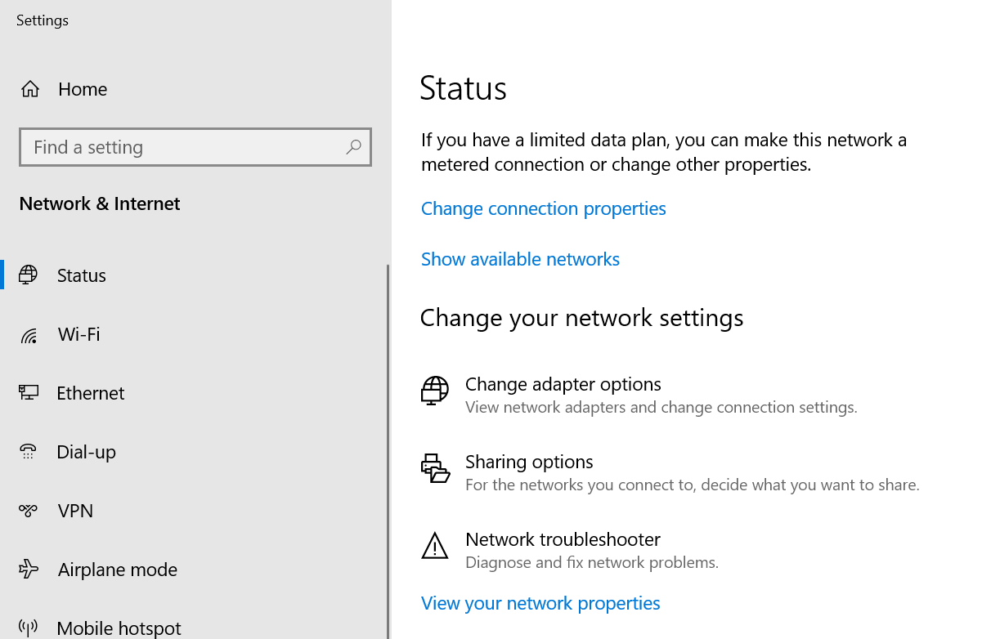 Settings
Home
Find a setting
Network & Internet
Status
Wi-Fi
Ethernet
Dial-up
VPN
Airplane mode
Mobile hotspot
Status
If you have a limited data plan, you can make this network a
metered connection or change other properties.
Change connection properties
Show available networks
Change your network settings
Change adapter options
View network adapters and change connection settings.
Sharing options
For the networks you connect to, decide what you want to share.
Network troubleshooter
Diagnose and fix network problems.
View your network properties